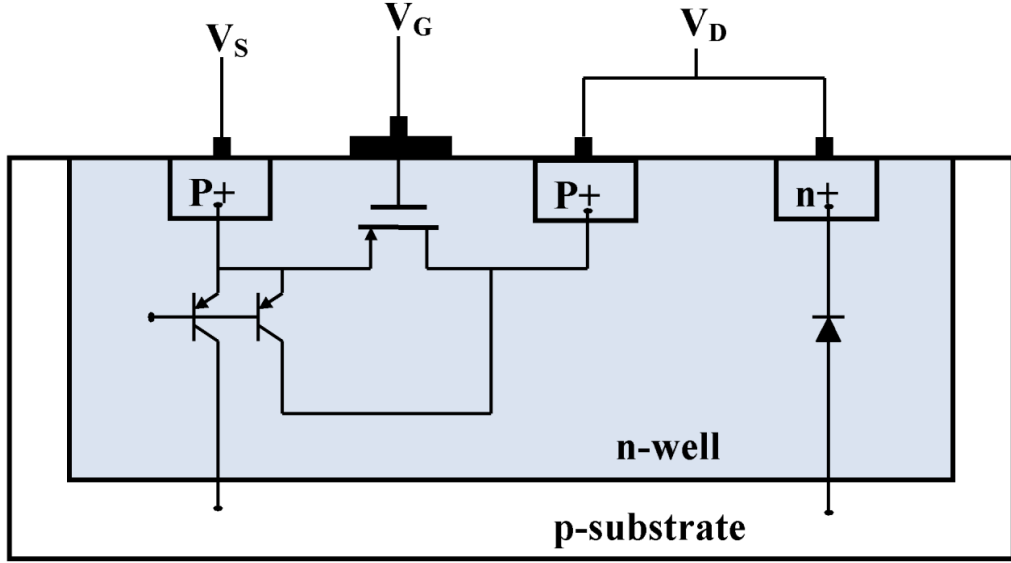 V_S
V_G
V_D
P+
P+
n+
n-well
p-substrate